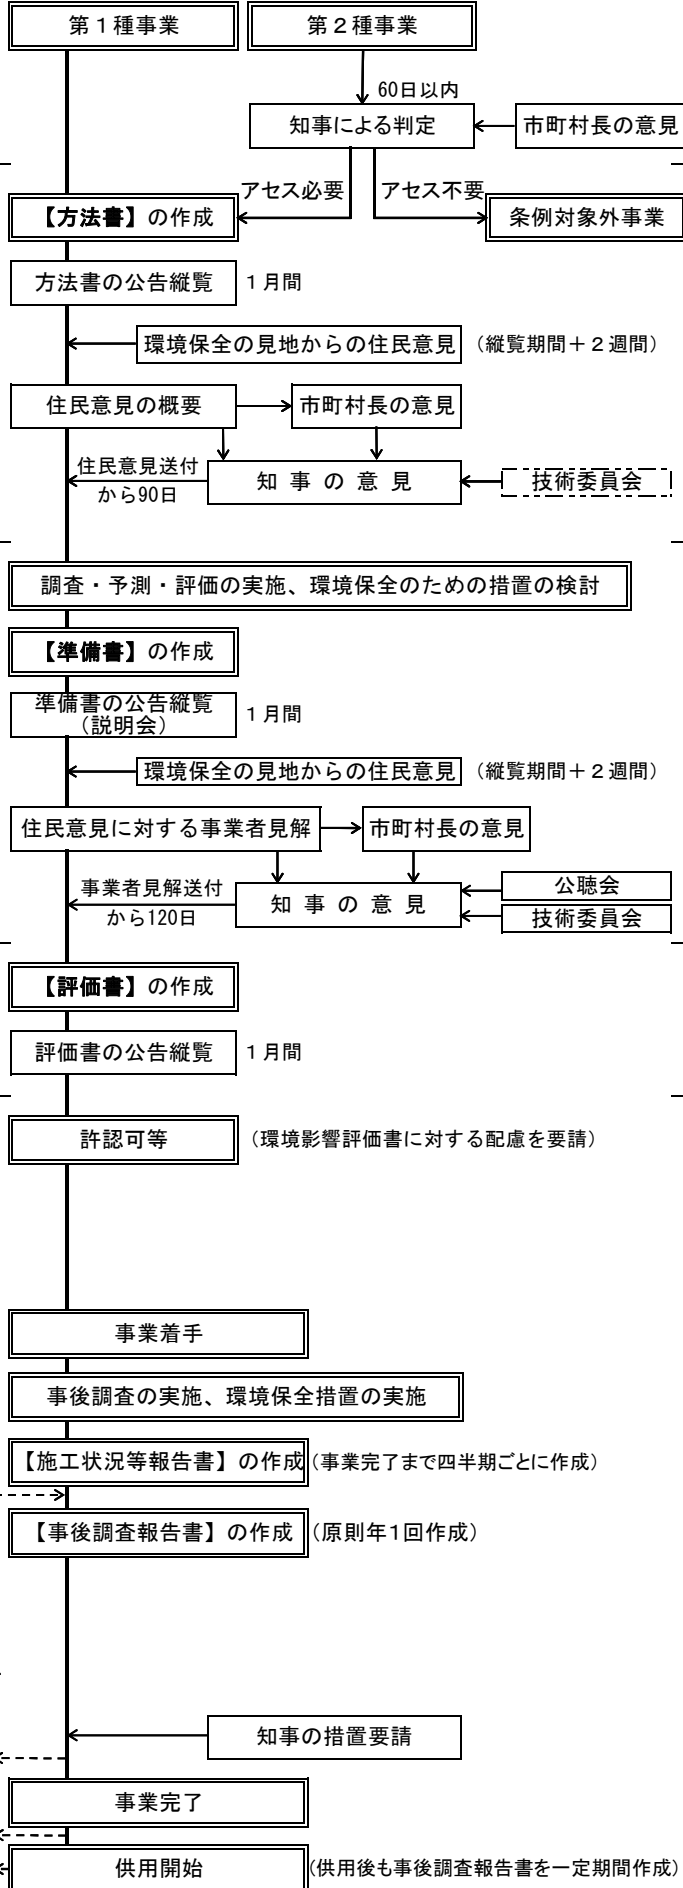 第１種事業
第２種事業
60日以内
知事による判定
市町村長の意見
アセス必要
アセス不要
【方法書】の作成
条例対象外事業
方法書の公告縦覧
１月間
環境保全の見地からの住民意見
（縦覧期間＋２週間）
住民意見の概要
市町村長の意見
住民意見送付
から90日
知 事 の 意 見
技術委員会
調査・予測・評価の実施、環境保全のための措置の検討
【準備書】の作成
準備書の公告縦覧
（説明会）
１月間
環境保全の見地からの住民意見
（縦覧期間＋２週間）
住民意見に対する事業者見解
市町村長の意見
事業者見解送付
から120日
知 事 の 意 見
公聴会
技術委員会
【評価書】の作成
評価書の公告縦覧
１月間
許認可等
（環境影響評価書に対する配慮を要請）
事業着手
事後調査の実施、環境保全措置の実施
【施工状況等報告書】の作成
（事業完了まで四半期ごとに作成）
【事後調査報告書】の作成
（原則年１回作成）
知事の措置要請
事業完了
供用開始
（供用後も事後調査報告書を一定期間作成）